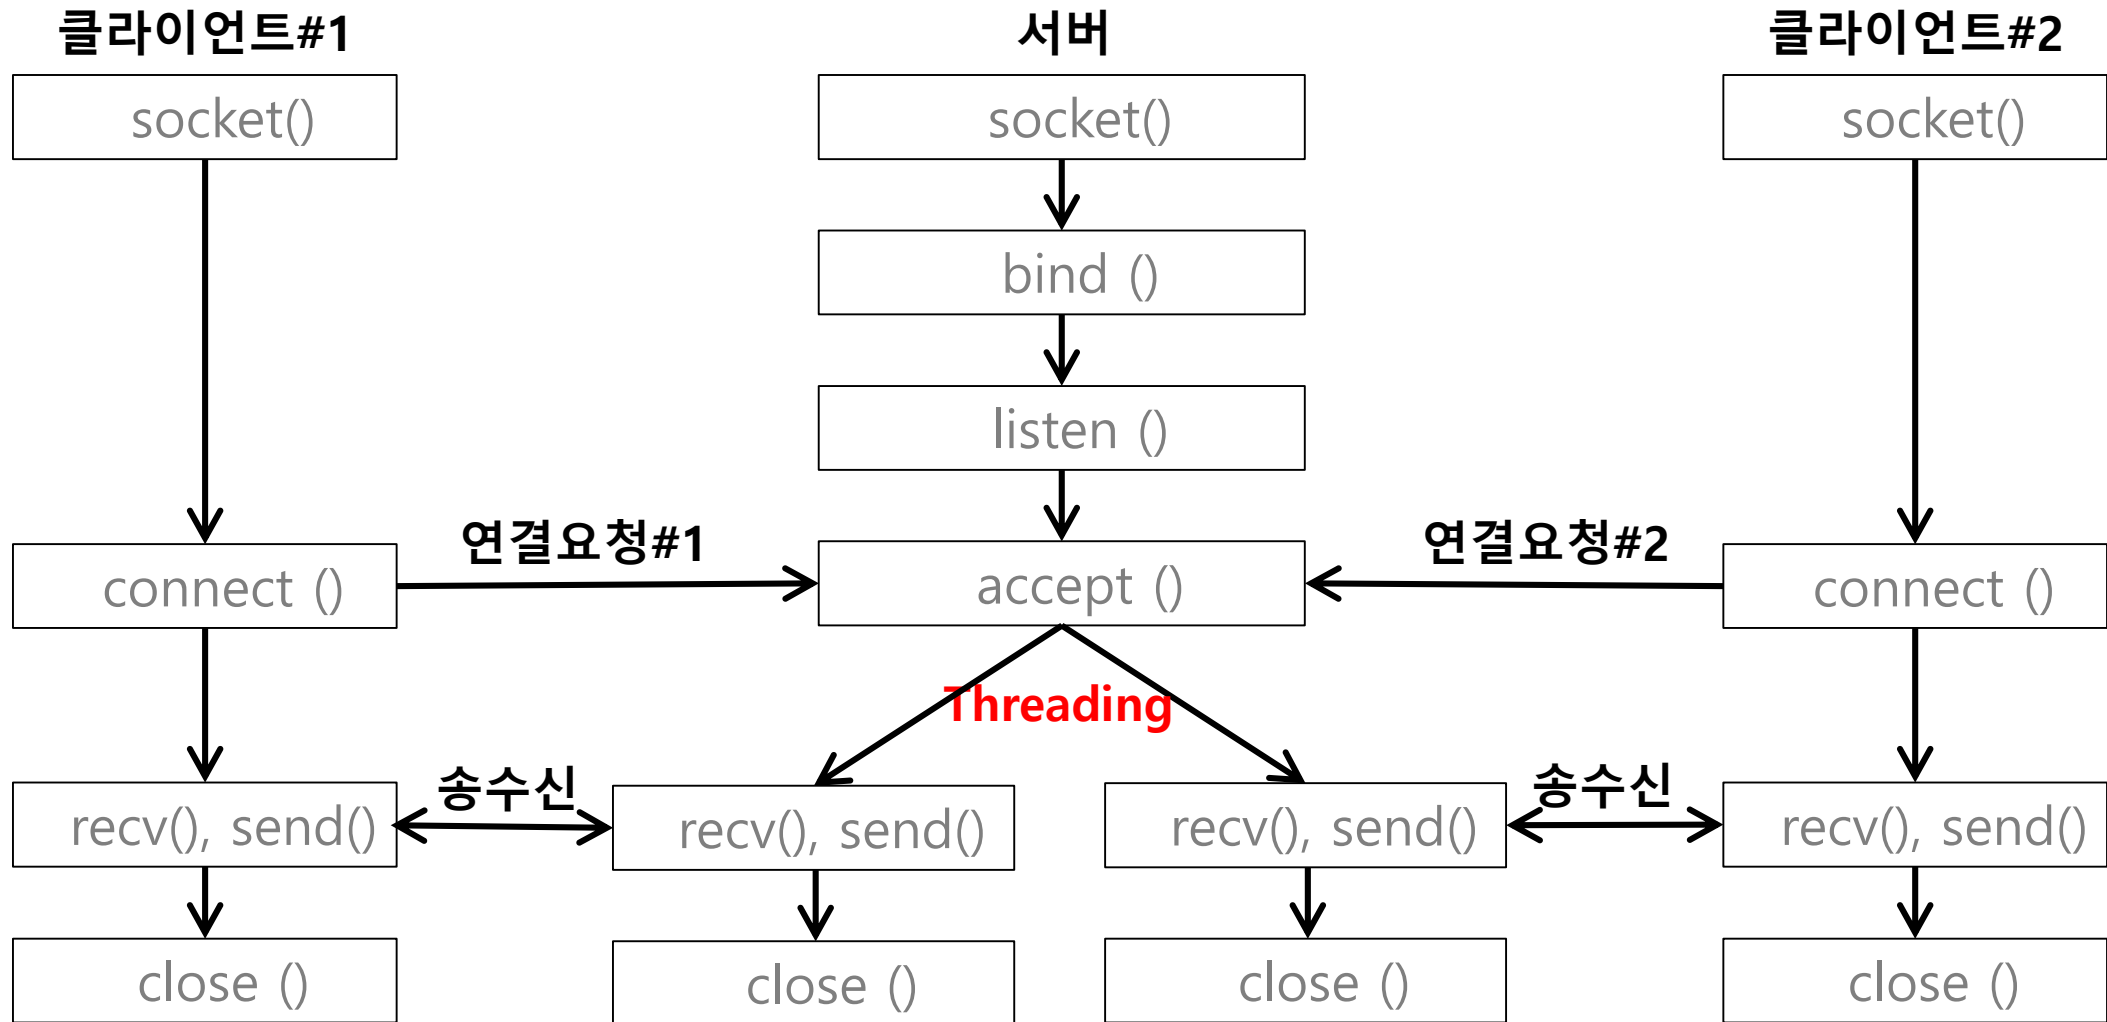 클라이언트#1
서버
클라이언트#2
socket()
socket()
socket()
bind ()
listen ()
연결요청#1
연결요청#2
connect ()
accept ()
connect ()
Threading
송수신
송수신
recv(), send()
recv(), send()
recv(), send()
recv(), send()
close ()
close ()
close ()
close ()